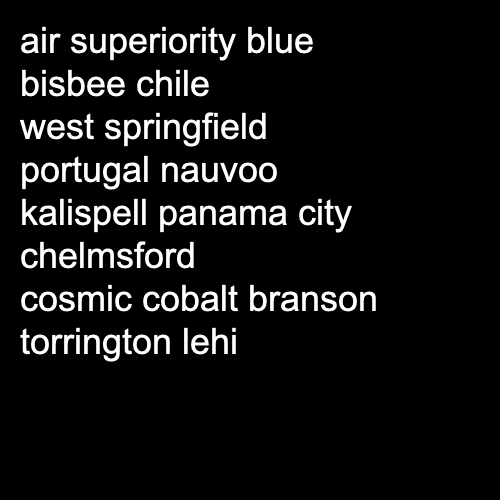 air superiority blue
bisbee chile
west springfield
portugal nauvoo
kalispell panama city
chelmsford
cosmic cobalt branson
torrington lehi